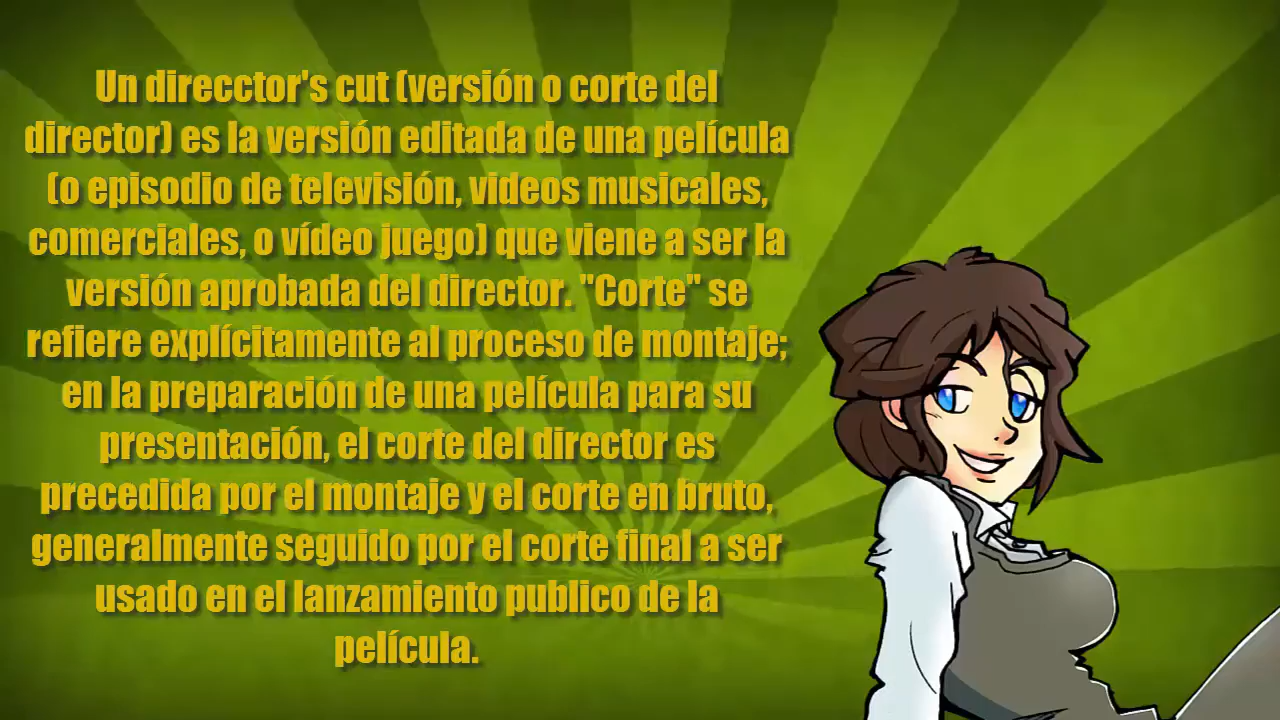 Un direcctor's cut (versión o corte del
director) es la versión editada de una película
(o episodio de televisión, videos musicales,
comerciales, o vídeo juego) que viene a ser la
versión aprobada del director. "Corte" se
refiere explícitamente al proceso de montaje;
en la preparación de una película para su
presentación, el corte del director es
precedida por el montaje y el corte en bruto,
generalmente seguido por el corte final a ser
usado en el lanzamiento publico de la
película.